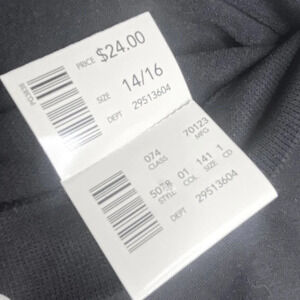 PRICE $24.00
SIZE 14/16
DEPT 29513604
074 70123
CLASS MFG
5078 01 141 1
STYL COL SIZE CD
DEPT 29513604